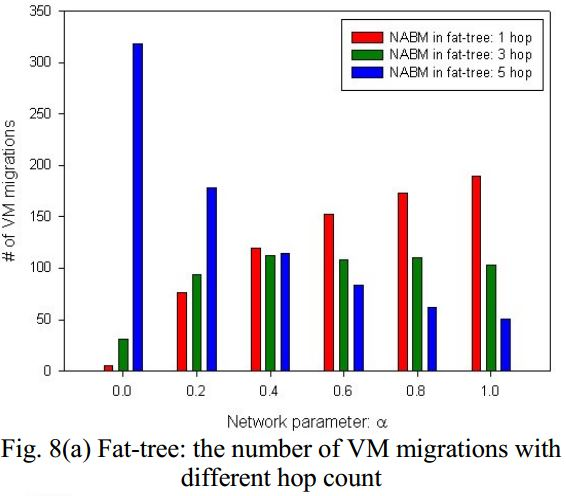 350
300
250
200
150
100
50
0
# of VM migrations
NABM in fat-tree: 1 hop
NABM in fat-tree: 3 hop
NABM in fat-tree: 5 hop
0.0 0.2 0.4 0.6 0.8 1.0
Network parameter: α
Fig. 8(a) Fat-tree: the number of VM migrations with
different hop count